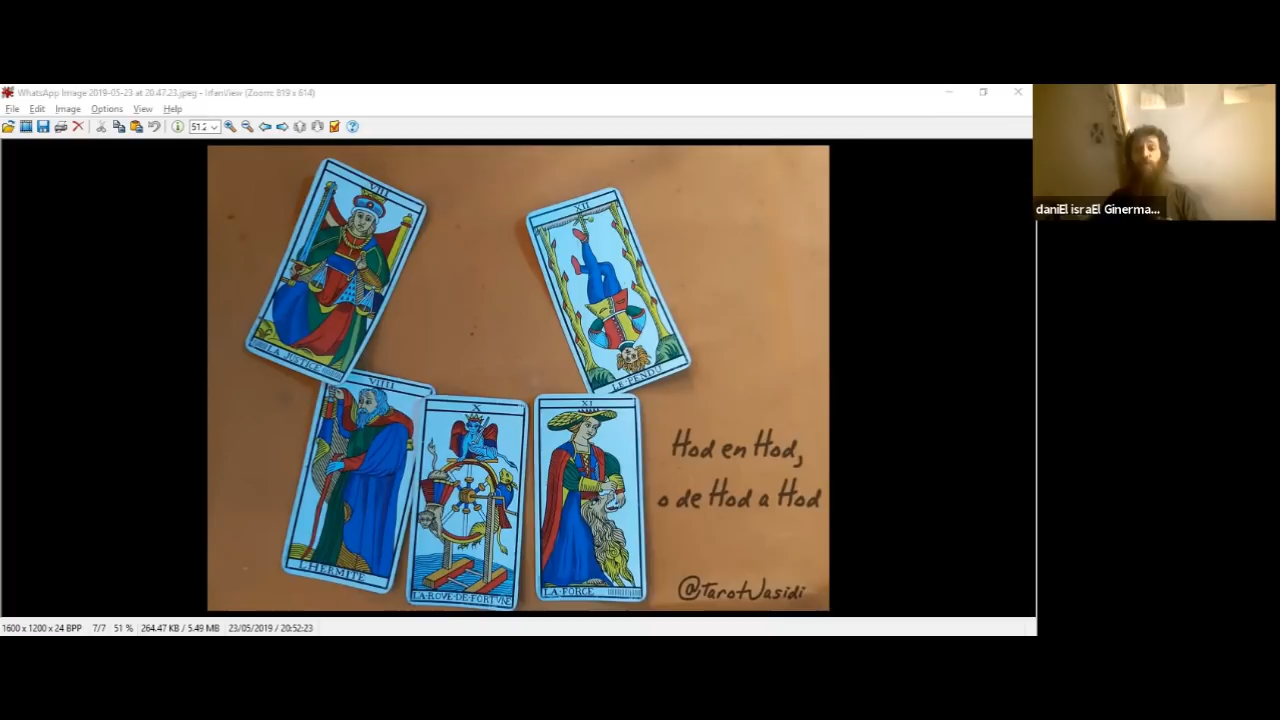 WhatsApp Image 2019-05-23 at 20.47.23.jpeg - IrfanView (Zoom: 819 x 614)
File Edit Image Options View Help
51.2
daniEl israEl Ginerma...
VIII
LA JUSTICE
XII
LE PENDU
VIIII
L'HERMITE
X
LA ROVE DE FORTVNE
XI
LA FORCE
Hod en Hod,
o de Hod a Hod
@TarotJasidi
1600 x 1200 x 24 BPP 7/7 51 % 264.47 KB / 5.49 MB 23/05/2019 / 20:52:23